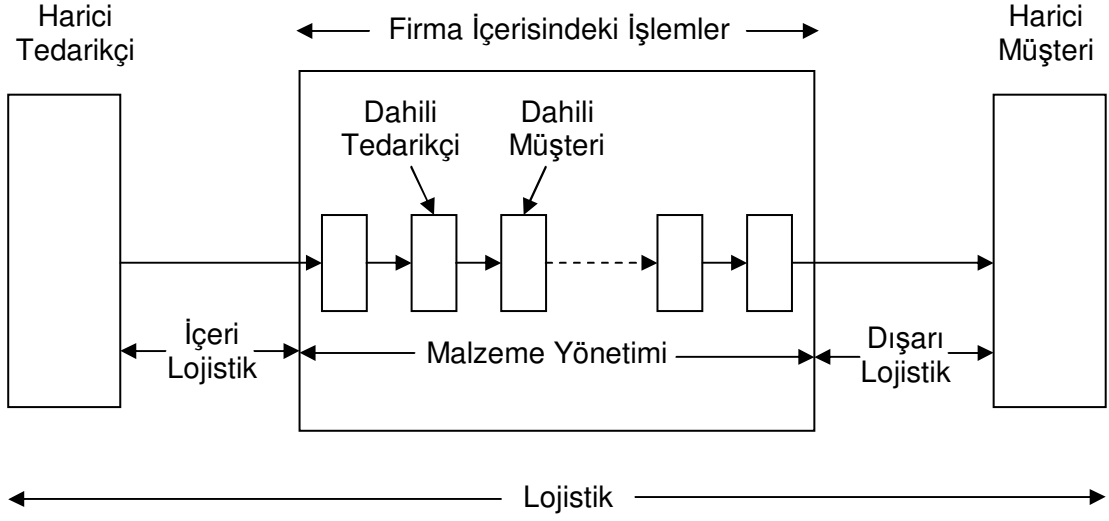 Harici
Tedarikçi
Firma İçerisindeki İşlemler
Harici
Müşteri
Dahili
Tedarikçi
Dahili
Müşteri
İçeri
Lojistik
Malzeme Yönetimi
Dışarı
Lojistik
Lojistik